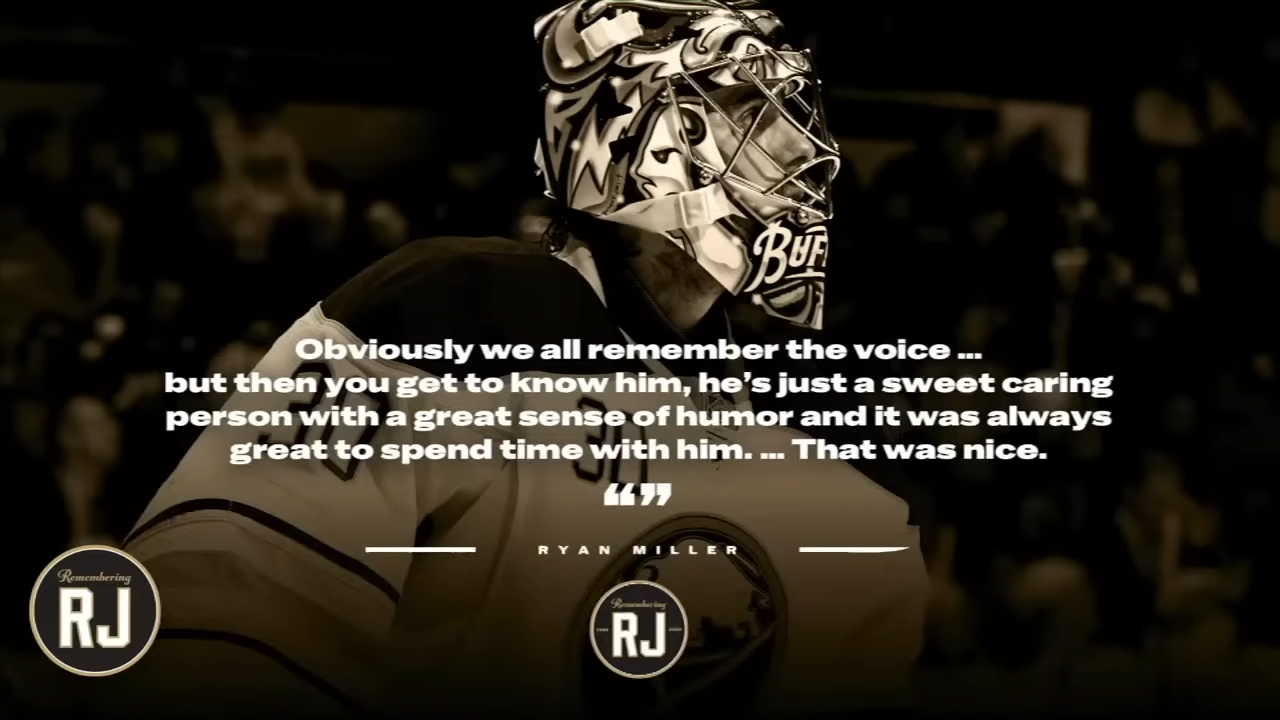 BUF
Obviously we all remember the voice ...
but then you get to know him, he's just a sweet caring
person with a great sense of humor and it was always
great to spend time with him. ... That was nice.
“”
RYAN MILLER
Remembering
RJ
Remembering
RJ
30